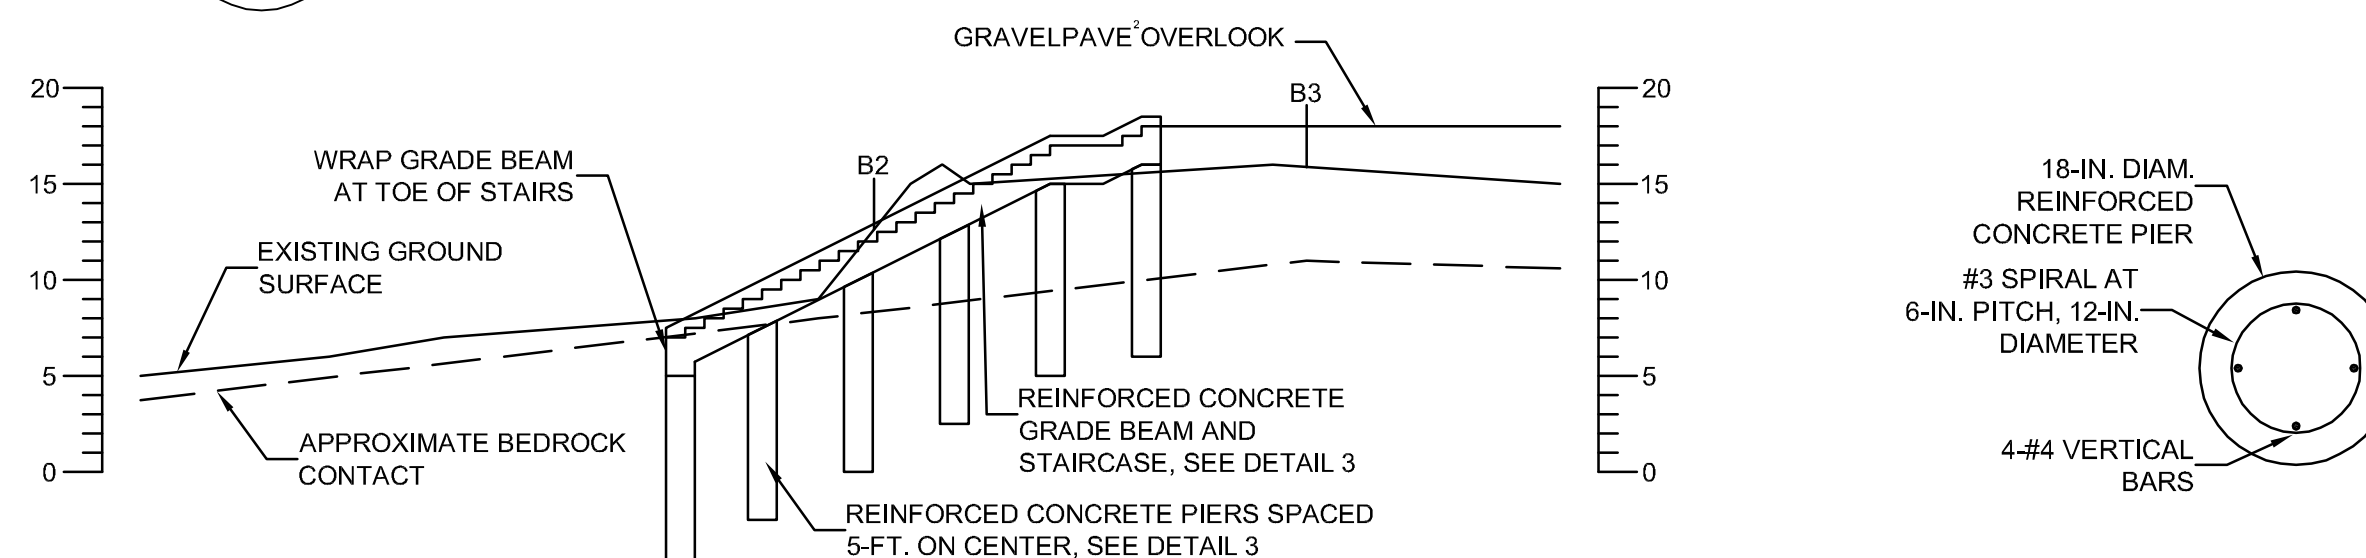 GRAVELPAVE² OVERLOOK
20
15
10
5
0
WRAP GRADE BEAM
AT TOE OF STAIRS
EXISTING GROUND
SURFACE
APPROXIMATE BEDROCK
CONTACT
B2
B3
REINFORCED CONCRETE
GRADE BEAM AND
STAIRCASE, SEE DETAIL 3
REINFORCED CONCRETE PIERS SPACED
5-FT. ON CENTER, SEE DETAIL 3
20
15
10
5
0
18-IN. DIAM.
REINFORCED
CONCRETE PIER
#3 SPIRAL AT
6-IN. PITCH, 12-IN.
DIAMETER
4-#4 VERTICAL
BARS